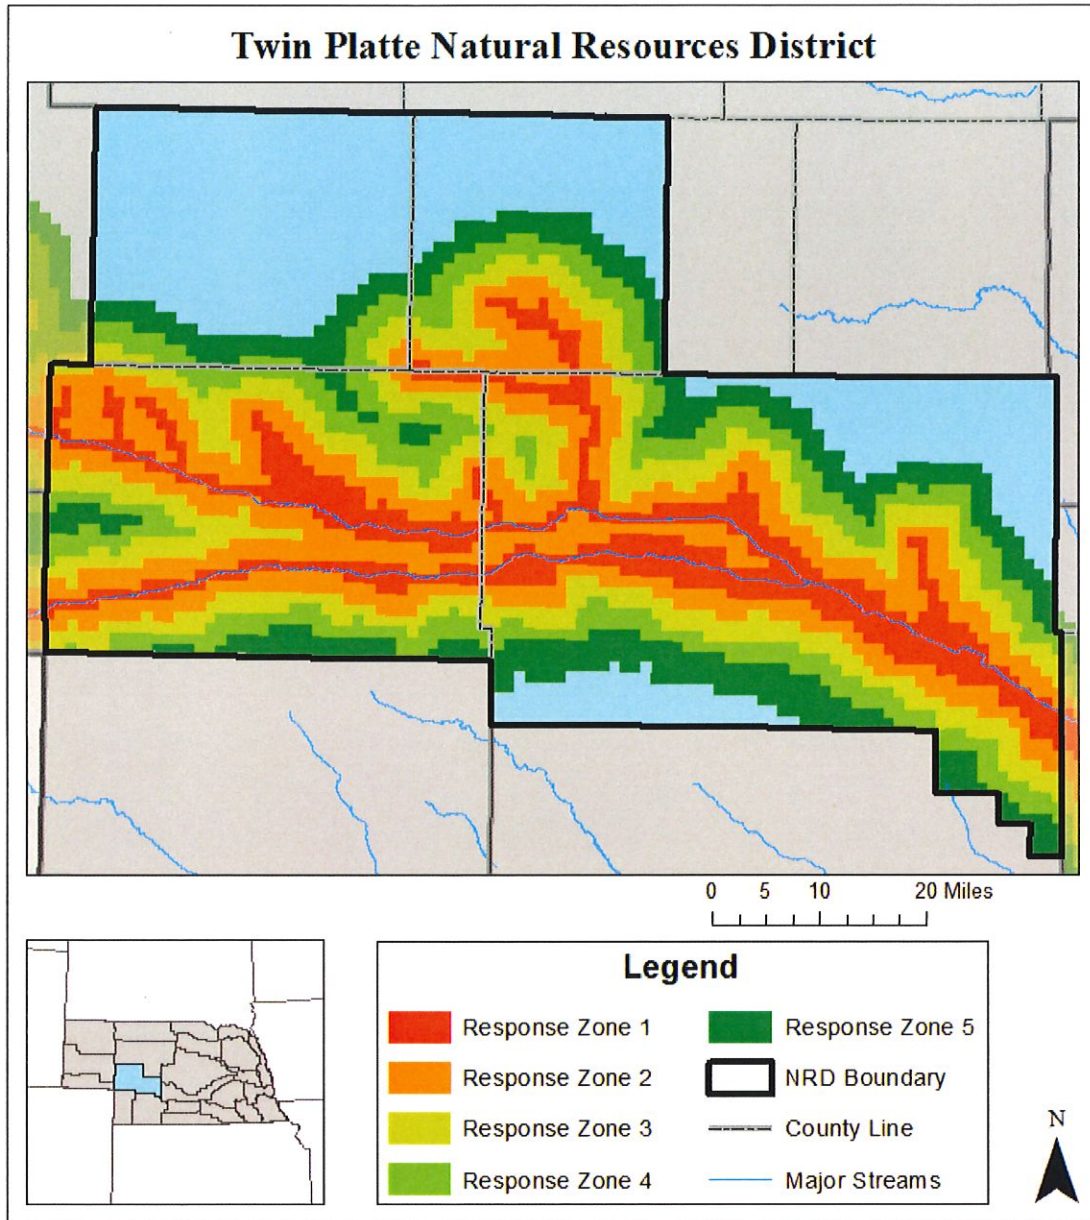 Twin Platte Natural Resources District
0 5 10 20 Miles
Legend
Response Zone 1
Response Zone 2
Response Zone 3
Response Zone 4
Response Zone 5
NRD Boundary
County Line
Major Streams
N